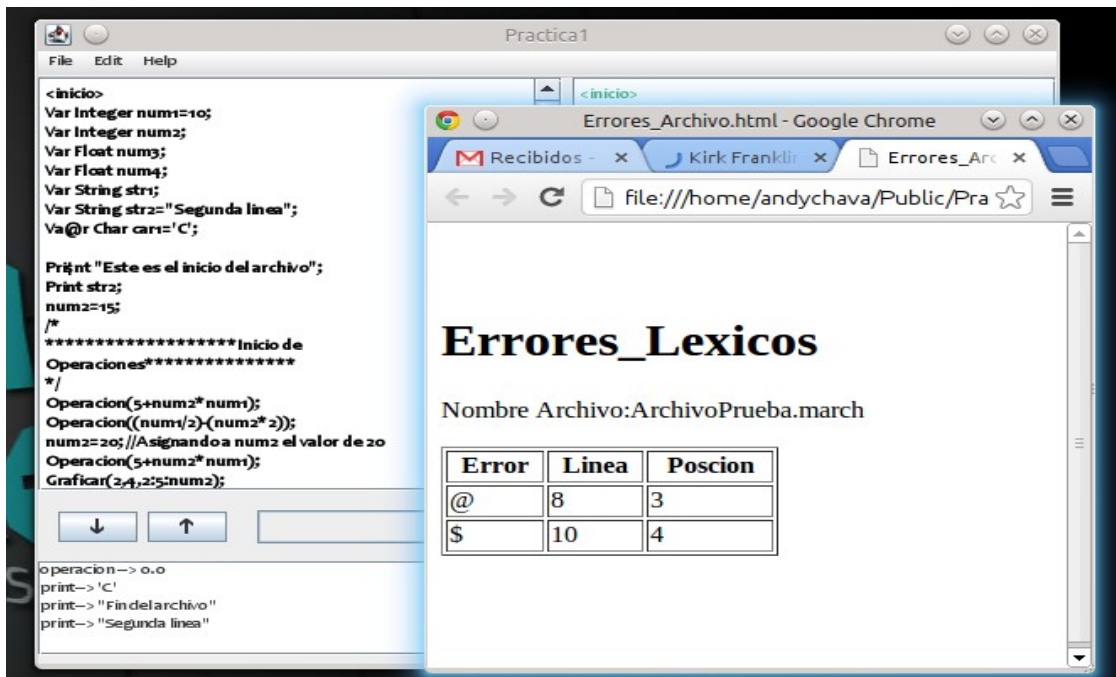 Practica1
File Edit Help
<inicio>
Var Integer num1=10;
Var Integer num2;
Var Float num3;
Var Float num4;
Var String str1;
Var String str2="Segunda linea";
Va@r Char car1='C';
Pri$nt "Este es el inicio del archivo";
Print str2;
num2=15;
/*
*******************Inicio de
Operaciones***************
*/
Operacion(5+num2*num1);
Operacion((num1/2)-(num2*2));
num2=20;//Asignando a num2 el valor de 20
Operacion(5+num2*num1);
Graficar(2,4,2:5:num2);
operacion--> 0.0
print--> 'C'
print--> "Fin del archivo"
print--> "Segunda linea"
<inicio>
Errores_Archivo.html - Google Chrome
Recibidos - Kirk Franklin Errores_Arc
file:///home/andychava/Public/Pra
Errores_Lexicos
Nombre Archivo:ArchivoPrueba.march
Error Linea Poscion
@ 8 3
$ 10 4